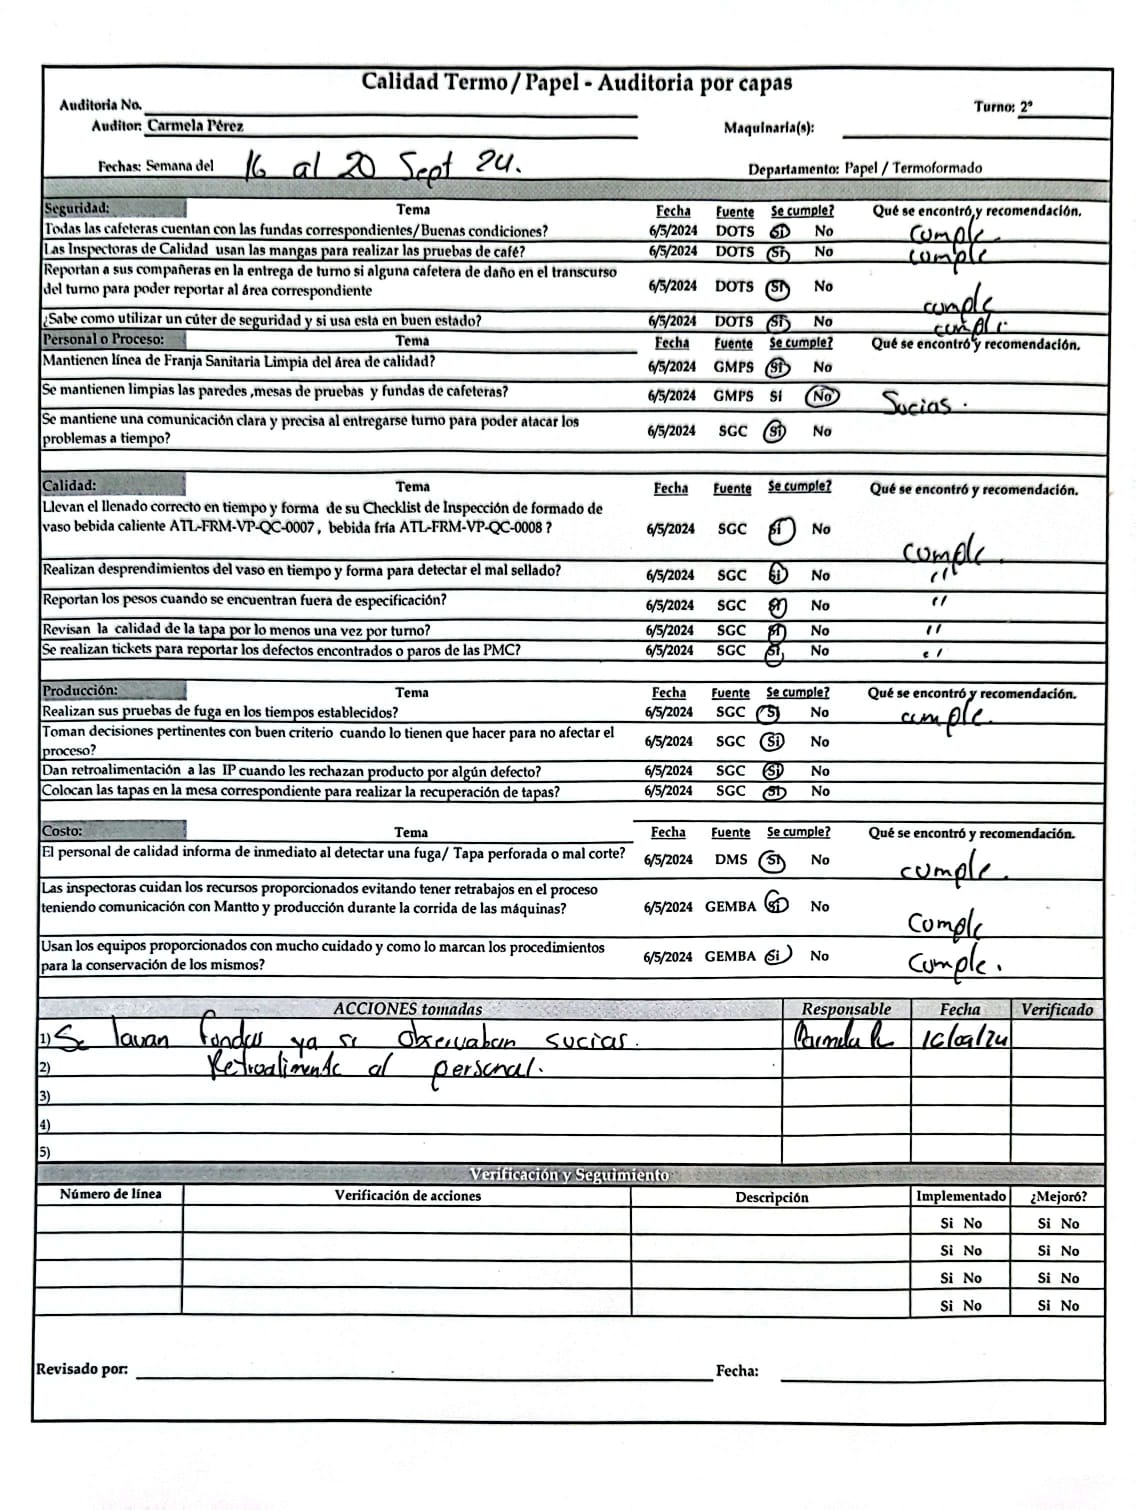 Calidad Termo / Papel - Auditoria por capas
Auditoria No.
Turno: 2°
Auditor: Carmela Pérez
Maquinaria(s):
Fechas: Semana del 16 al 20 Sept 24.
Departamento: Papel / Termoformado
Seguridad: Tema Fecha Fuente Se cumple? Qué se encontró y recomendación.
Todas las cafeteras cuentan con las fundas correspondientes/Buenas condiciones? 6/5/2024 DOTS Sí No cumple
Las Inspectoras de Calidad usan las mangas para realizar las pruebas de café? 6/5/2024 DOTS Sí No cumple
Reportan a sus compañeras en la entrega de turno si alguna cafetera de daño en el transcurso
del turno para poder reportar al área correspondiente 6/5/2024 DOTS Sí No cumple
¿Sabe como utilizar un cúter de seguridad y si usa esta en buen estado? 6/5/2024 DOTS Sí No cumple
Personal o Proceso: Tema Fecha Fuente Se cumple? Qué se encontró y recomendación.
Mantienen línea de Franja Sanitaria Limpia del área de calidad? 6/5/2024 GMPS Sí No
Se mantienen limpias las paredes ,mesas de pruebas y fundas de cafeteras? 6/5/2024 GMPS Sí No Sucias.
Se mantiene una comunicación clara y precisa al entregarse turno para poder atacar los
problemas a tiempo? 6/5/2024 SGC Sí No
Calidad: Tema Fecha Fuente Se cumple? Qué se encontró y recomendación.
Llevan el llenado correcto en tiempo y forma de su Checklist de Inspección de formado de
vaso bebida caliente ATL-FRM-VP-QC-0007 , bebida fría ATL-FRM-VP-QC-0008 ? 6/5/2024 SGC Sí No cumple
Realizan desprendimientos del vaso en tiempo y forma para detectar el mal sellado? 6/5/2024 SGC Si No ''
Reportan los pesos cuando se encuentran fuera de especificación? 6/5/2024 SGC Sí No ''
Revisan la calidad de la tapa por lo menos una vez por turno? 6/5/2024 SGC Sí No ''
Se realizan tickets para reportar los defectos encontrados o paros de las PMC? 6/5/2024 SGC Sí No ''
Producción: Tema Fecha Fuente Se cumple? Qué se encontró y recomendación.
Realizan sus pruebas de fuga en los tiempos establecidos? 6/5/2024 SGC Sí No cumple.
Toman decisiones pertinentes con buen criterio cuando lo tienen que hacer para no afectar el
proceso? 6/5/2024 SGC Si No
Dan retroalimentación a las IP cuando les rechazan producto por algún defecto? 6/5/2024 SGC Sí No
Colocan las tapas en la mesa correspondiente para realizar la recuperación de tapas? 6/5/2024 SGC Sí No
Costo: Tema Fecha Fuente Se cumple? Qué se encontró y recomendación.
El personal de calidad informa de inmediato al detectar una fuga/ Tapa perforada o mal corte? 6/5/2024 DMS Sí No cumple.
Las inspectoras cuidan los recursos proporcionados evitando tener retrabajos en el proceso
teniendo comunicación con Mantto y producción durante la corrida de las máquinas? 6/5/2024 GEMBA Si No Cumple
Usan los equipos proporcionados con mucho cuidado y como lo marcan los procedimientos
para la conservación de los mismos? 6/5/2024 GEMBA Si No Cumple.
ACCIONES tomadas Responsable Fecha Verificado
1) Se lavan fundas ya se observaban sucias. Carmela P. 16/09/24
2) Retroalimento al personal.
3)
4)
5)
Verificación y Seguimiento
Número de línea Verificación de acciones Descripción Implementado ¿Mejoró?
Si No Si No
Si No Si No
Si No Si No
Si No Si No
Revisado por: Fecha: